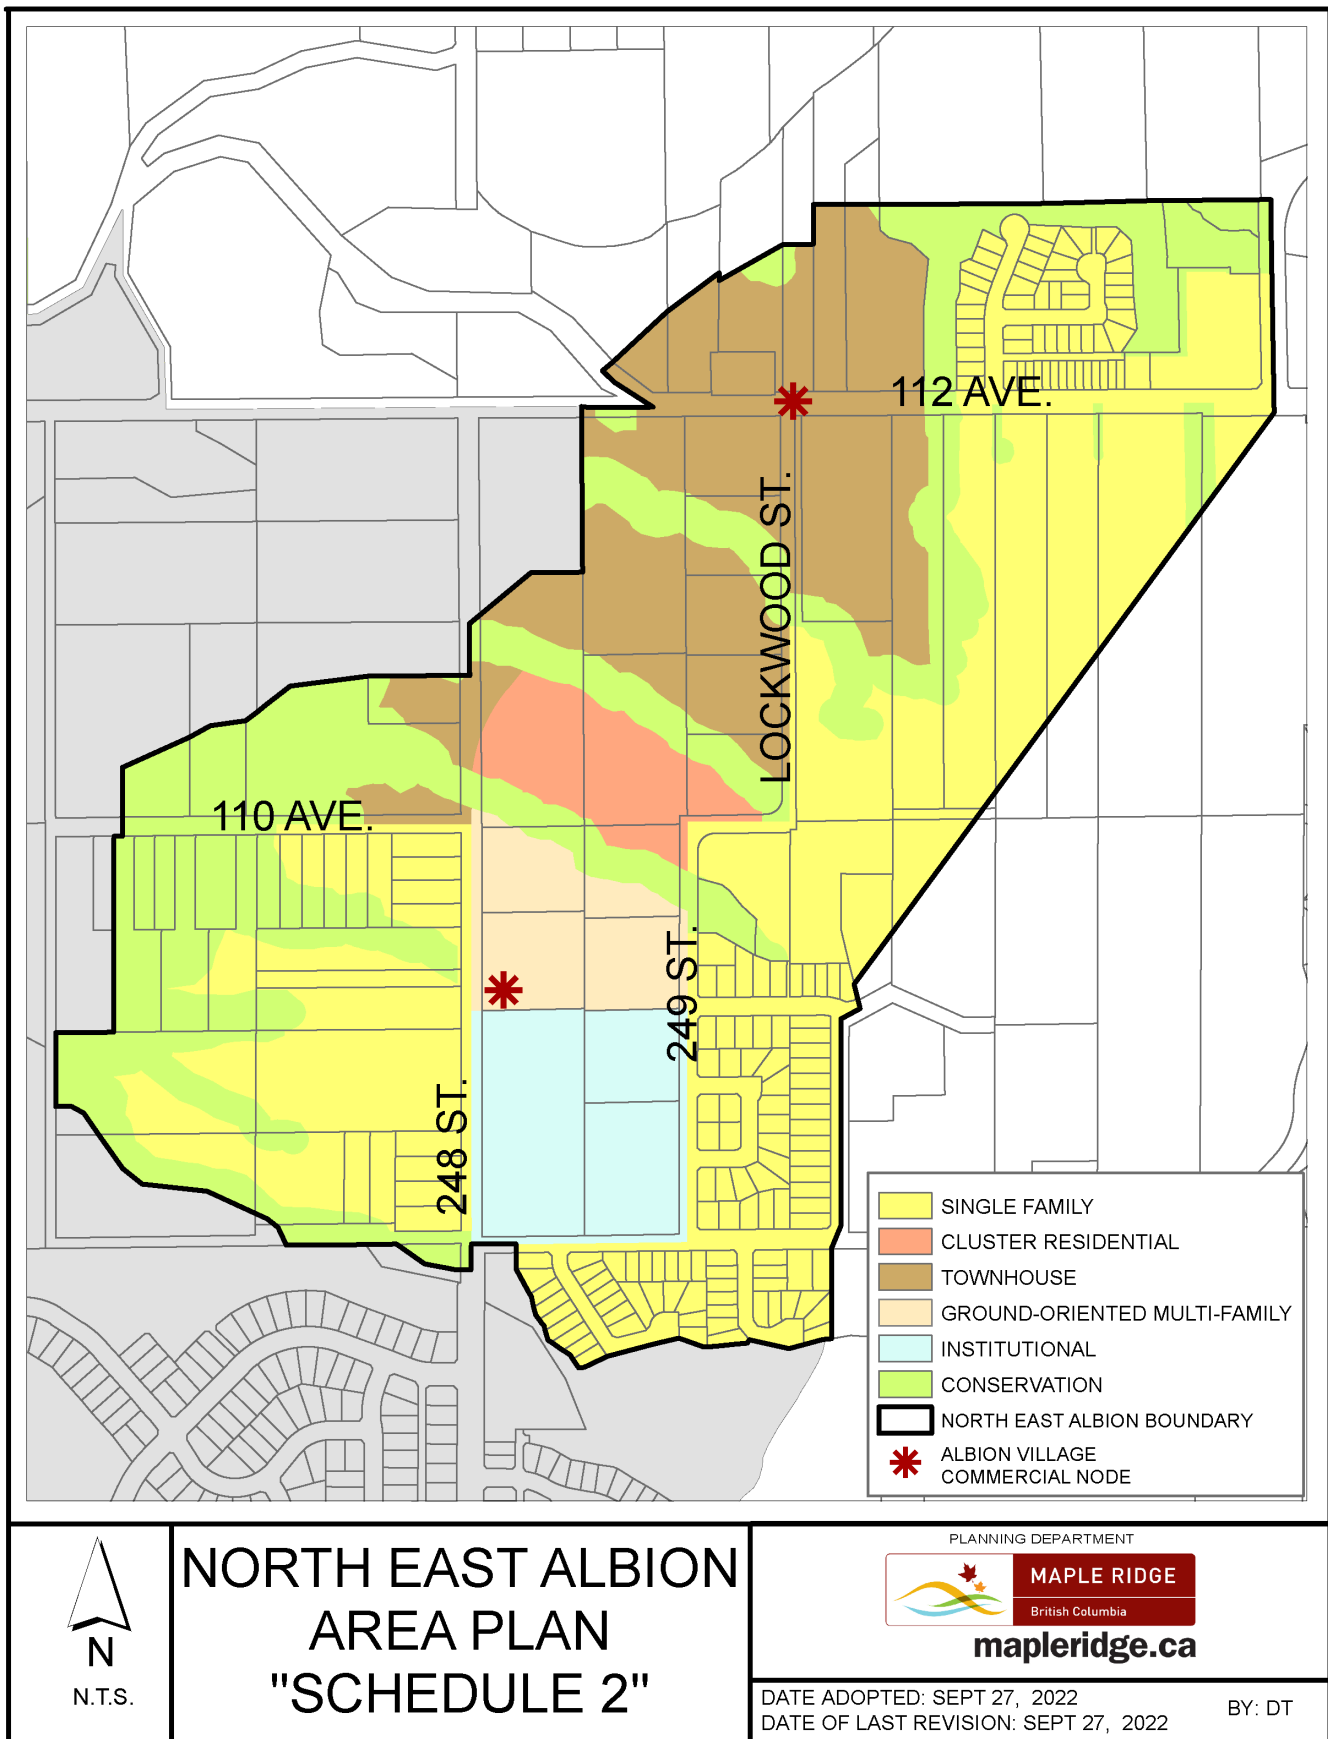 112 AVE.
LOCKWOOD ST.
110 AVE.
249 ST.
248 ST.
SINGLE FAMILY
CLUSTER RESIDENTIAL
TOWNHOUSE
GROUND-ORIENTED MULTI-FAMILY
INSTITUTIONAL
CONSERVATION
NORTH EAST ALBION BOUNDARY
ALBION VILLAGE
COMMERCIAL NODE
N
N.T.S.
NORTH EAST ALBION
AREA PLAN
"SCHEDULE 2"
PLANNING DEPARTMENT
MAPLE RIDGE
British Columbia
mapleridge.ca
DATE ADOPTED: SEPT 27, 2022
DATE OF LAST REVISION: SEPT 27, 2022
BY: DT